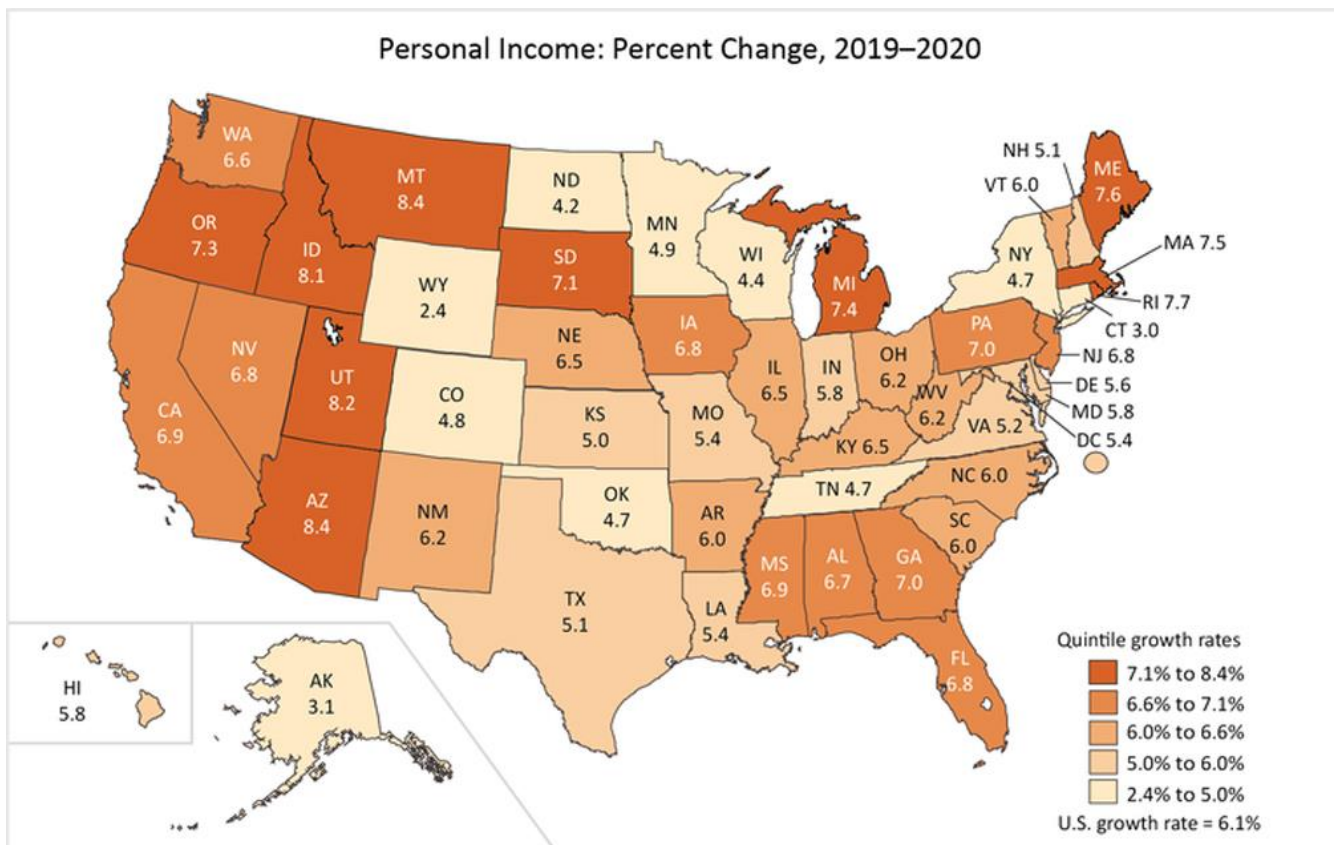 Personal Income: Percent Change, 2019–2020
WA
6.6
OR
7.3
CA
6.9
NV
6.8
ID
8.1
MT
8.4
WY
2.4
UT
8.2
AZ
8.4
CO
4.8
NM
6.2
ND
4.2
SD
7.1
NE
6.5
KS
5.0
OK
4.7
TX
5.1
MN
4.9
IA
6.8
MO
5.4
AR
6.0
LA
5.4
WI
4.4
IL
6.5
MI
7.4
IN
5.8
OH
6.2
KY 6.5
TN 4.7
MS
6.9
AL
6.7
GA
7.0
FL
6.8
SC
6.0
NC 6.0
VA 5.2
WV
6.2
PA
7.0
NY
4.7
VT 6.0
NH 5.1
ME
7.6
MA 7.5
RI 7.7
CT 3.0
NJ 6.8
DE 5.6
MD 5.8
DC 5.4
HI
5.8
AK
3.1
Quintile growth rates
7.1% to 8.4%
6.6% to 7.1%
6.0% to 6.6%
5.0% to 6.0%
2.4% to 5.0%
U.S. growth rate = 6.1%